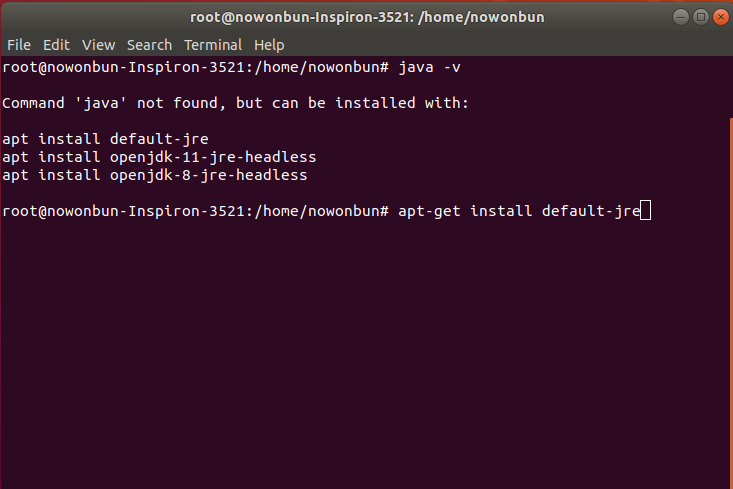 root@nowonbun-Inspiron-3521: /home/nowonbun
File Edit View Search Terminal Help
root@nowonbun-Inspiron-3521:/home/nowonbun# java -v
Command 'java' not found, but can be installed with:
apt install default-jre
apt install openjdk-11-jre-headless
apt install openjdk-8-jre-headless
root@nowonbun-Inspiron-3521:/home/nowonbun# apt-get install default-jre